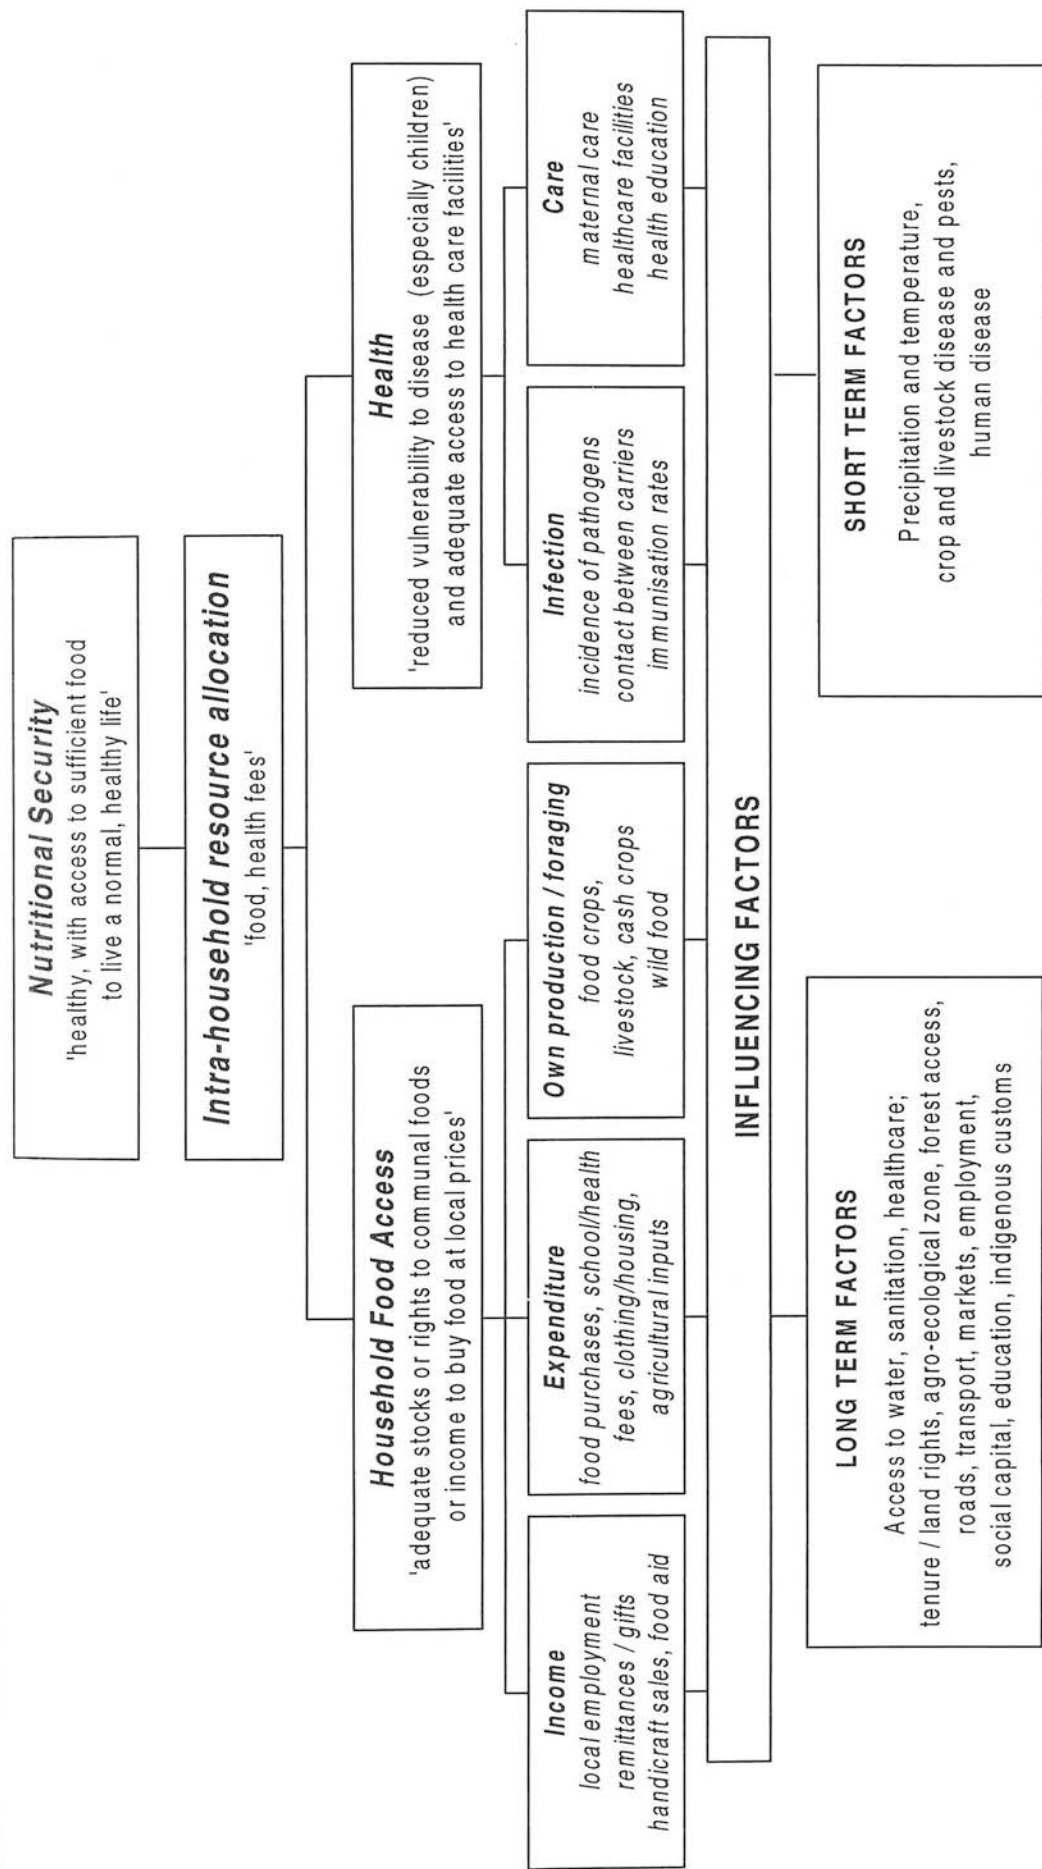 Nutritional Security
'healthy, with access to sufficient food
to live a normal, healthy life'
Intra-household resource allocation
'food, health fees'
Household Food Access
'adequate stocks or rights to communal foods
or income to buy food at local prices'
Health
'reduced vulnerability to disease (especially children)
and adequate access to health care facilities'
Income
local employment
remittances / gifts
handicraft sales, food aid
Expenditure
food purchases, school/health
fees, clothing/housing,
agricultural inputs
Own production / foraging
food crops,
livestock, cash crops
wild food
Infection
incidence of pathogens
contact between carriers
immunisation rates
Care
maternal care
healthcare facilities
health education
INFLUENCING FACTORS
LONG TERM FACTORS
Access to water, sanitation, healthcare;
tenure / land rights, agro-ecological zone, forest access,
roads, transport, markets, employment,
social capital, education, indigenous customs
SHORT TERM FACTORS
Precipitation and temperature,
crop and livestock disease and pests,
human disease